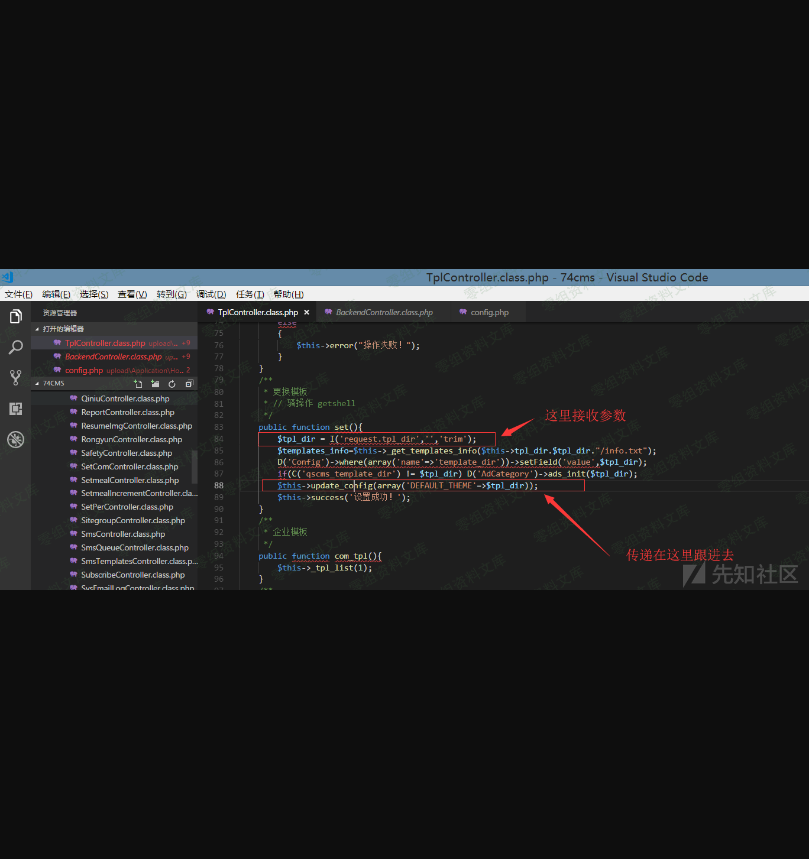 TplController.class.php - 74cms - Visual Studio Code
文件(F) 编辑(E) 选择(S) 查看(V) 转到(G) 调试(D) 任务(T) 帮助(H)
资源管理器
TplController.class.php × BackendController.class.php config.php
打开的编辑器
TplController.class.php upload\... +9
BackendController.class.php up... +9
config.php upload\Application\Ho... 2
74CMS
QiniuController.class.php
ReportController.class.php
ResumeImgController.class.php
RongyunController.class.php
SafetyController.class.php
SetComController.class.php
SetmealController.class.php
SetmealIncrementController.cla...
SetPerController.class.php
SitegroupController.class.php
SmsController.class.php
SmsQueueController.class.php
SmsTemplatesController.class.p...
SubscribeController.class.php
SysEmailLogController.class.php
else
75 {
76 $this->error("操作失败！");
77 }
78 }
79 /**
80 * 更换模板
81 * // 骚操作 getshell
82 */
83 public function set(){
84 $tpl_dir = I('request.tpl_dir','','trim');
85 $templates_info=$this->_get_templates_info($this->tpl_dir.$tpl_dir."/info.txt");
86 D('Config')->where(array('name'=>'template_dir'))->setField('value',$tpl_dir);
87 if(C('qscms_template_dir') != $tpl_dir) D('AdCategory')->ads_init($tpl_dir);
88 $this->update_config(array('DEFAULT_THEME'=>$tpl_dir));
89 $this->success('设置成功！');
90 }
91 /**
92 * 企业模板
93 */
94 public function com_tpl(){
95 $this->_tpl_list(1);
96 }
这里接收参数
传递在这里跟进去
先知社区